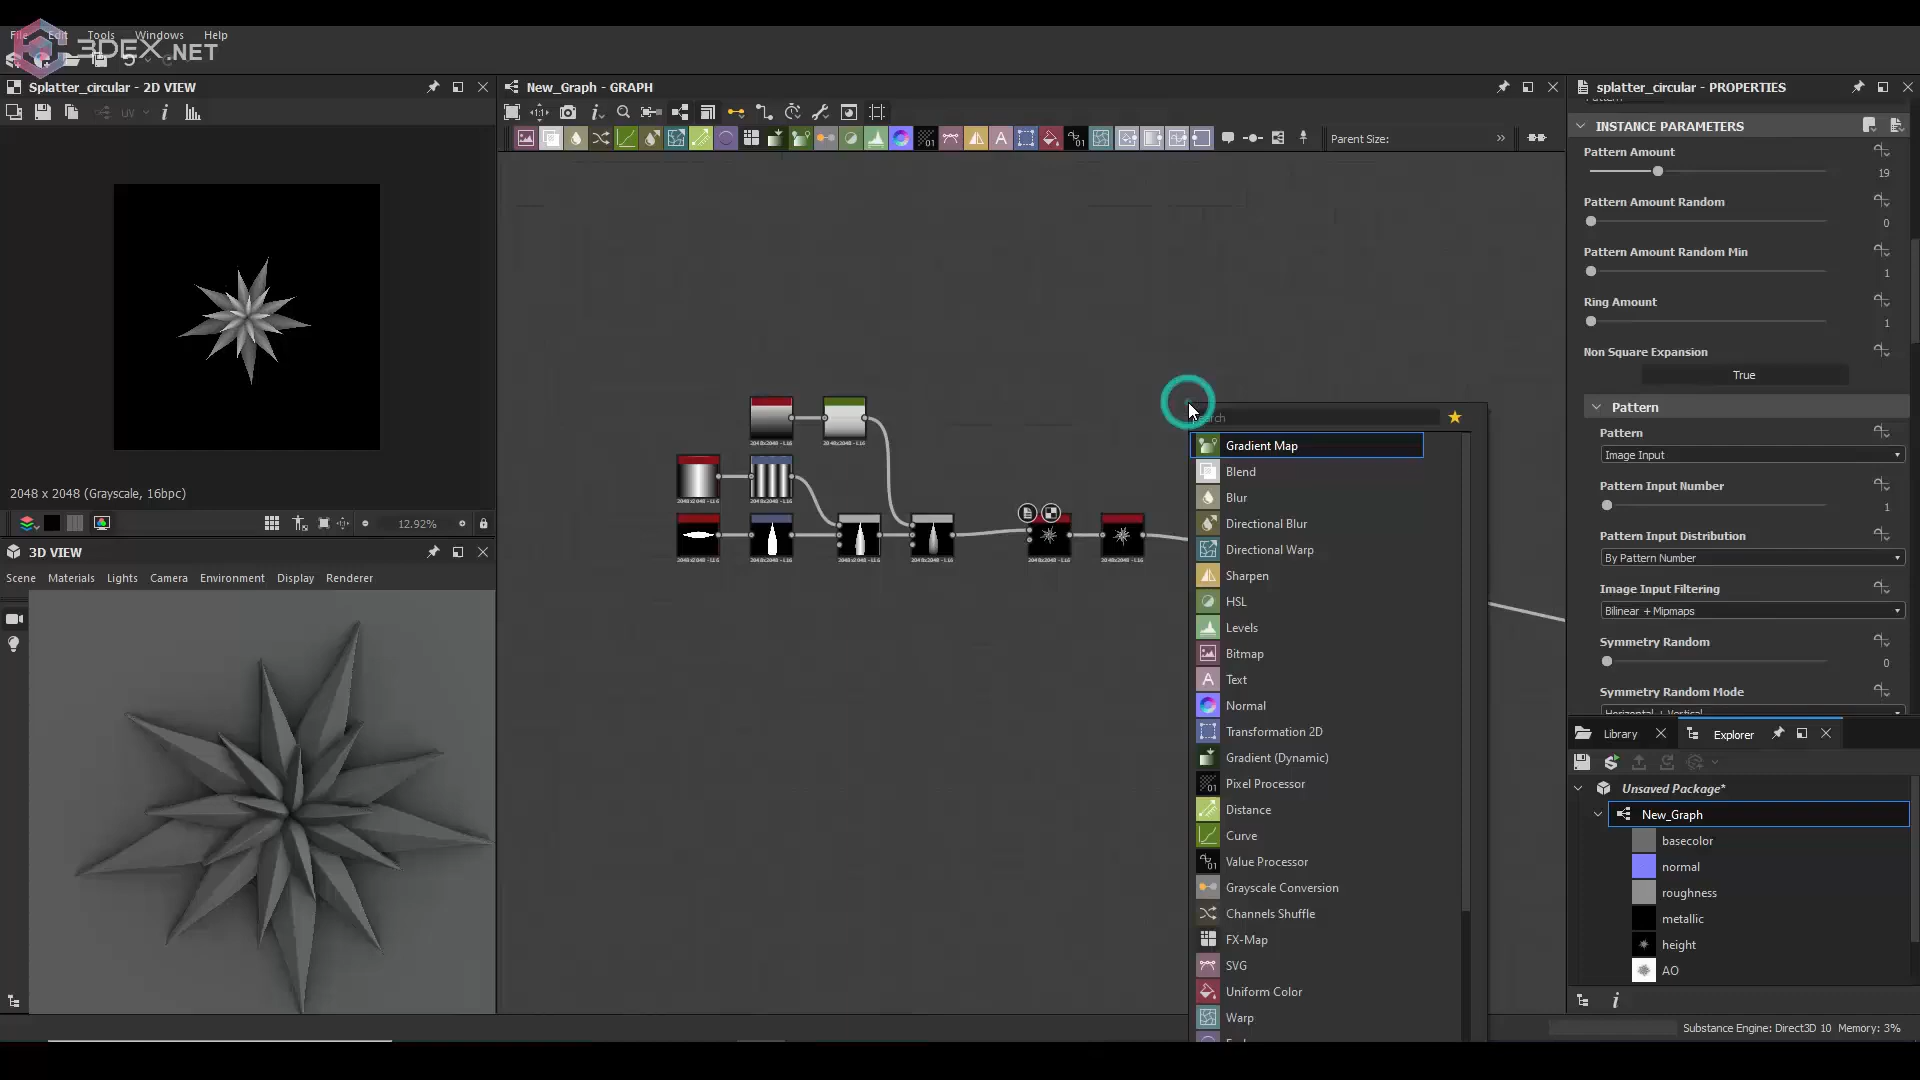 File Edit Tools Windows Help
3DEX.NET
Splatter_circular - 2D VIEW
New_Graph - GRAPH
splatter_circular - PROPERTIES
UV
Parent Size:
INSTANCE PARAMETERS
Pattern Amount
19
Pattern Amount Random
0
Pattern Amount Random Min
1
Ring Amount
1
Non Square Expansion
True
Pattern
Pattern
Image Input
Pattern Input Number
1
Pattern Input Distribution
By Pattern Number
Image Input Filtering
Bilinear + Mipmaps
Symmetry Random
0
Symmetry Random Mode
Horizontal + Vertical
2048 x 2048 (Grayscale, 16bpc)
12.92%
3D VIEW
Scene Materials Lights Camera Environment Display Renderer
Gradient Map
Blend
Blur
Directional Blur
Directional Warp
Sharpen
HSL
Levels
Bitmap
Text
Normal
Transformation 2D
Gradient (Dynamic)
Pixel Processor
Distance
Curve
Value Processor
Grayscale Conversion
Channels Shuffle
FX-Map
SVG
Uniform Color
Warp
Library
Explorer
Unsaved Package*
New_Graph
basecolor
normal
roughness
metallic
height
AO
Substance Engine: Direct3D 10 Memory: 3%